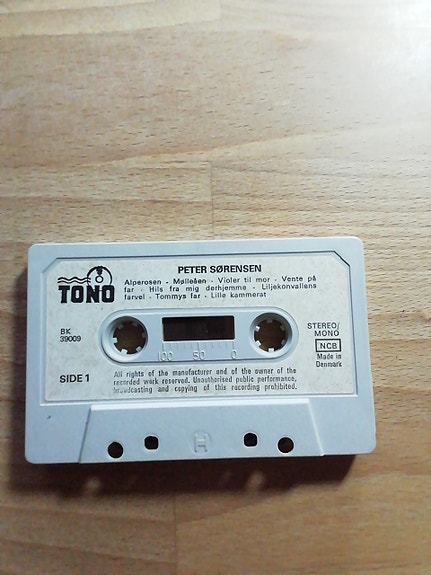 PETER SØRENSEN
TONO
Alperosen - Mølleåen - Violer til mor - Vente på
far - Hils fra mig derhjemme - Liljekonvallens
farvel - Tommys far - Lille kammerat
BK
39009
STEREO/
MONO
NCB
Made in
Denmark
100 50 0
SIDE 1
All rights of the manufacturer and of the owner of the
recorded work reserved. Unauthorised public performance,
broadcasting and copying of this recording prohibited.
H